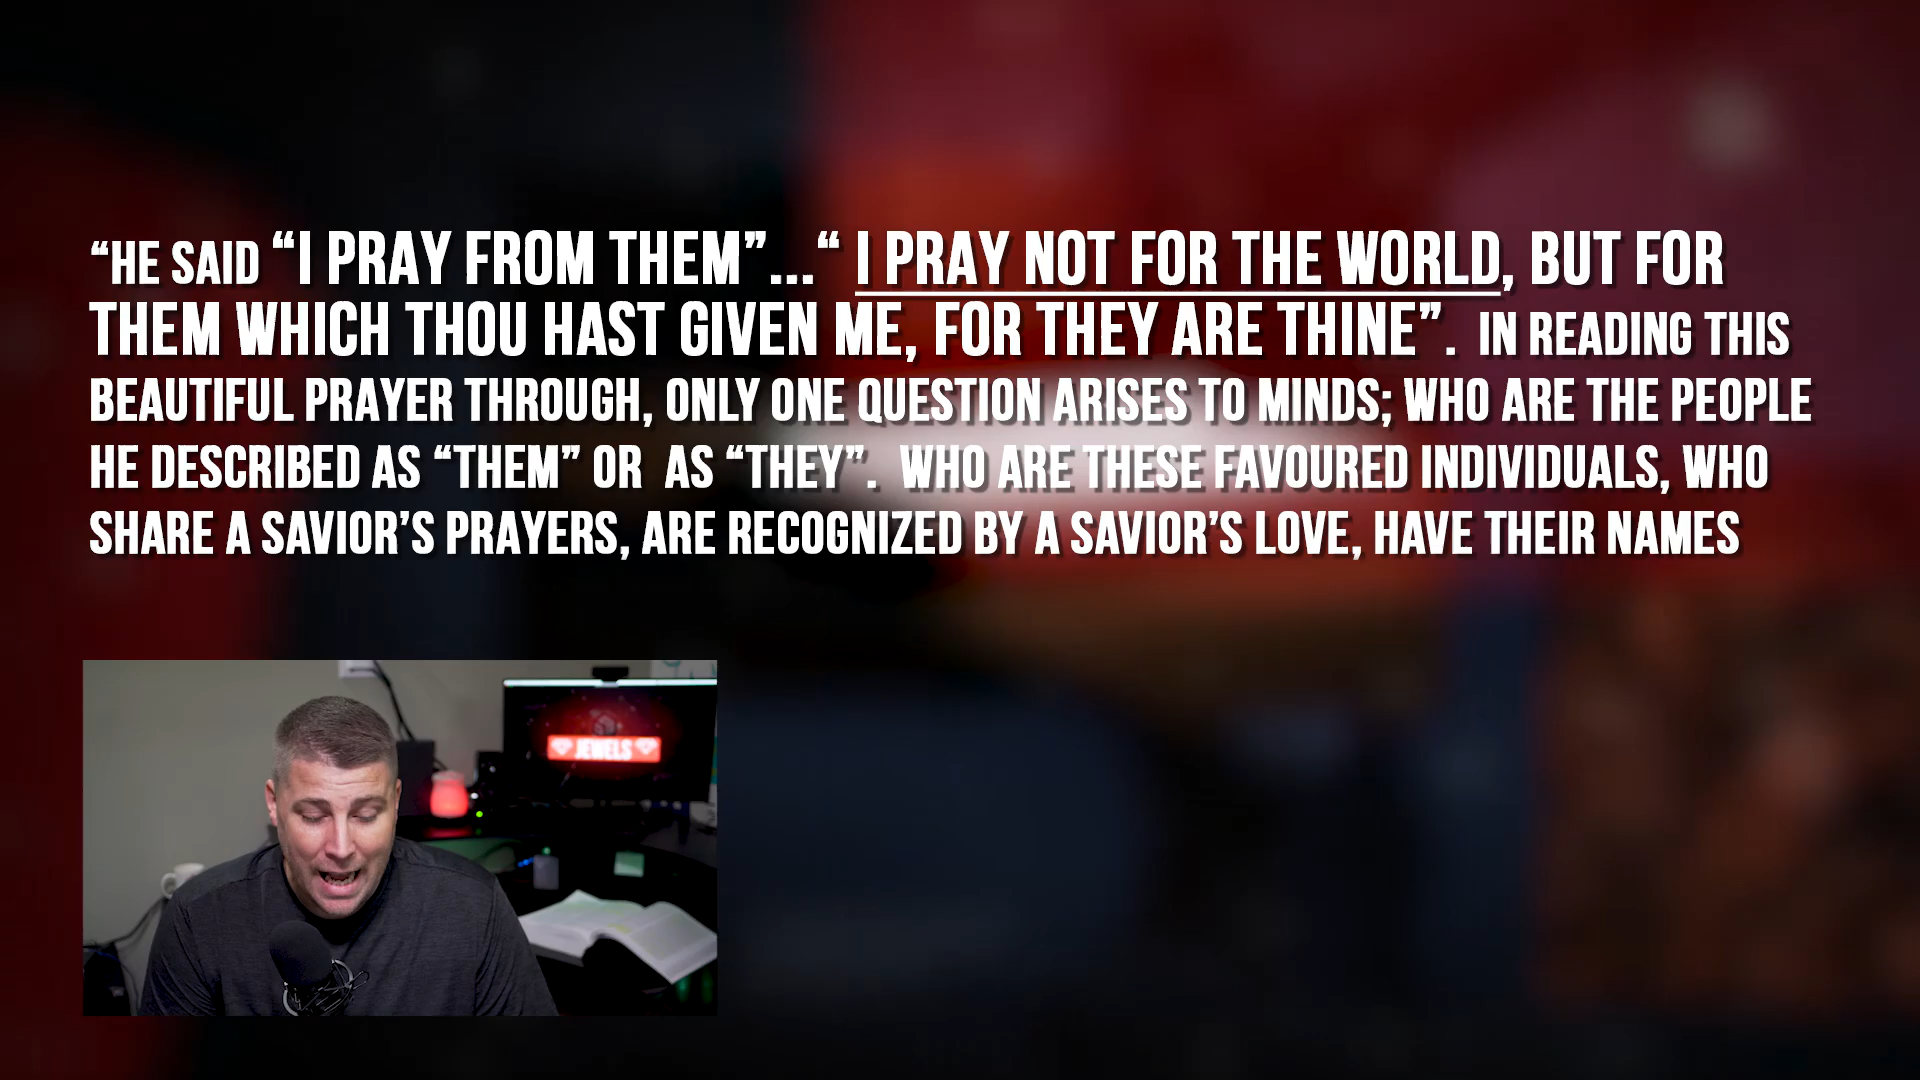 “HE SAID “I PRAY FROM THEM”...“ I PRAY NOT FOR THE WORLD, BUT FOR
THEM WHICH THOU HAST GIVEN ME, FOR THEY ARE THINE”. IN READING THIS
BEAUTIFUL PRAYER THROUGH, ONLY ONE QUESTION ARISES TO MINDS; WHO ARE THE PEOPLE
HE DESCRIBED AS “THEM” OR AS “THEY”. WHO ARE THESE FAVOURED INDIVIDUALS, WHO
SHARE A SAVIOR’S PRAYERS, ARE RECOGNIZED BY A SAVIOR’S LOVE, HAVE THEIR NAMES
JEWELS